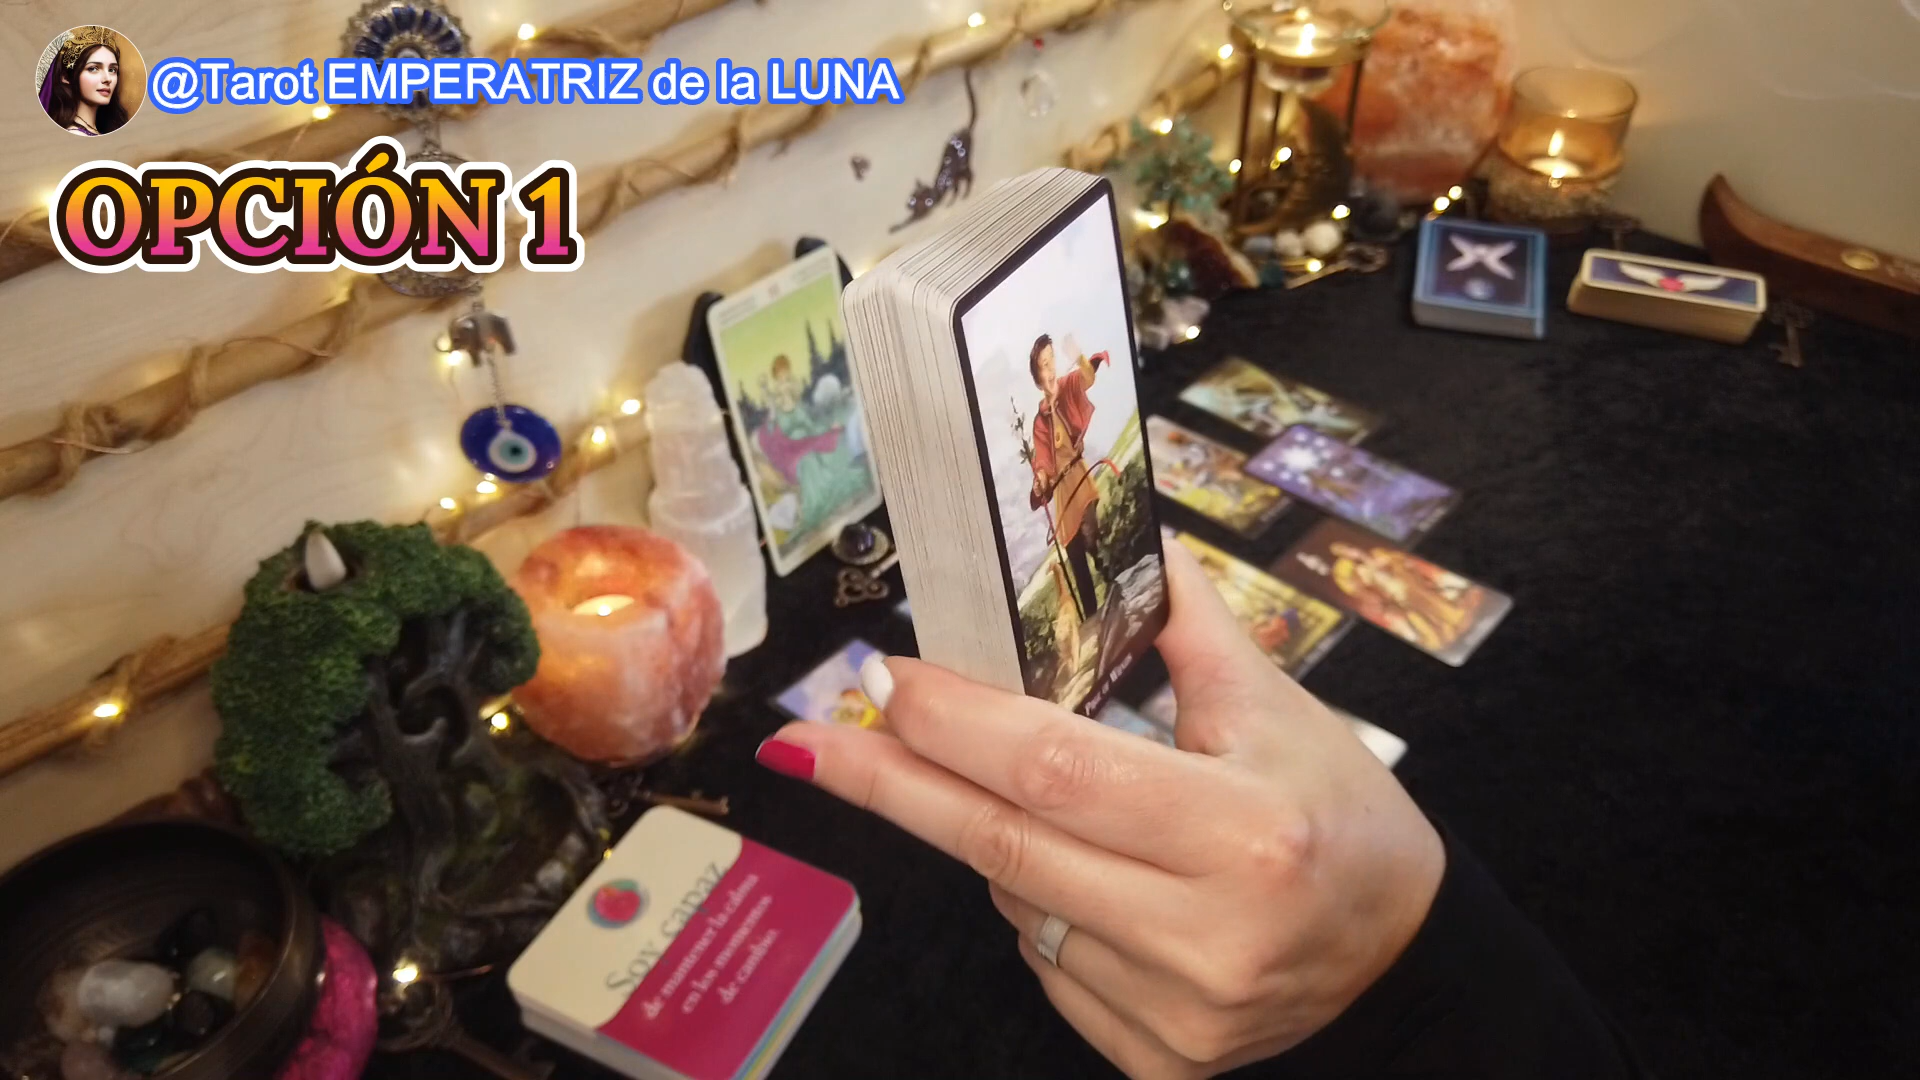 @Tarot EMPERATRIZ de la LUNA
OPCIÓN 1
Soy capaz
de mantener la calma
en los momentos
de cambio.